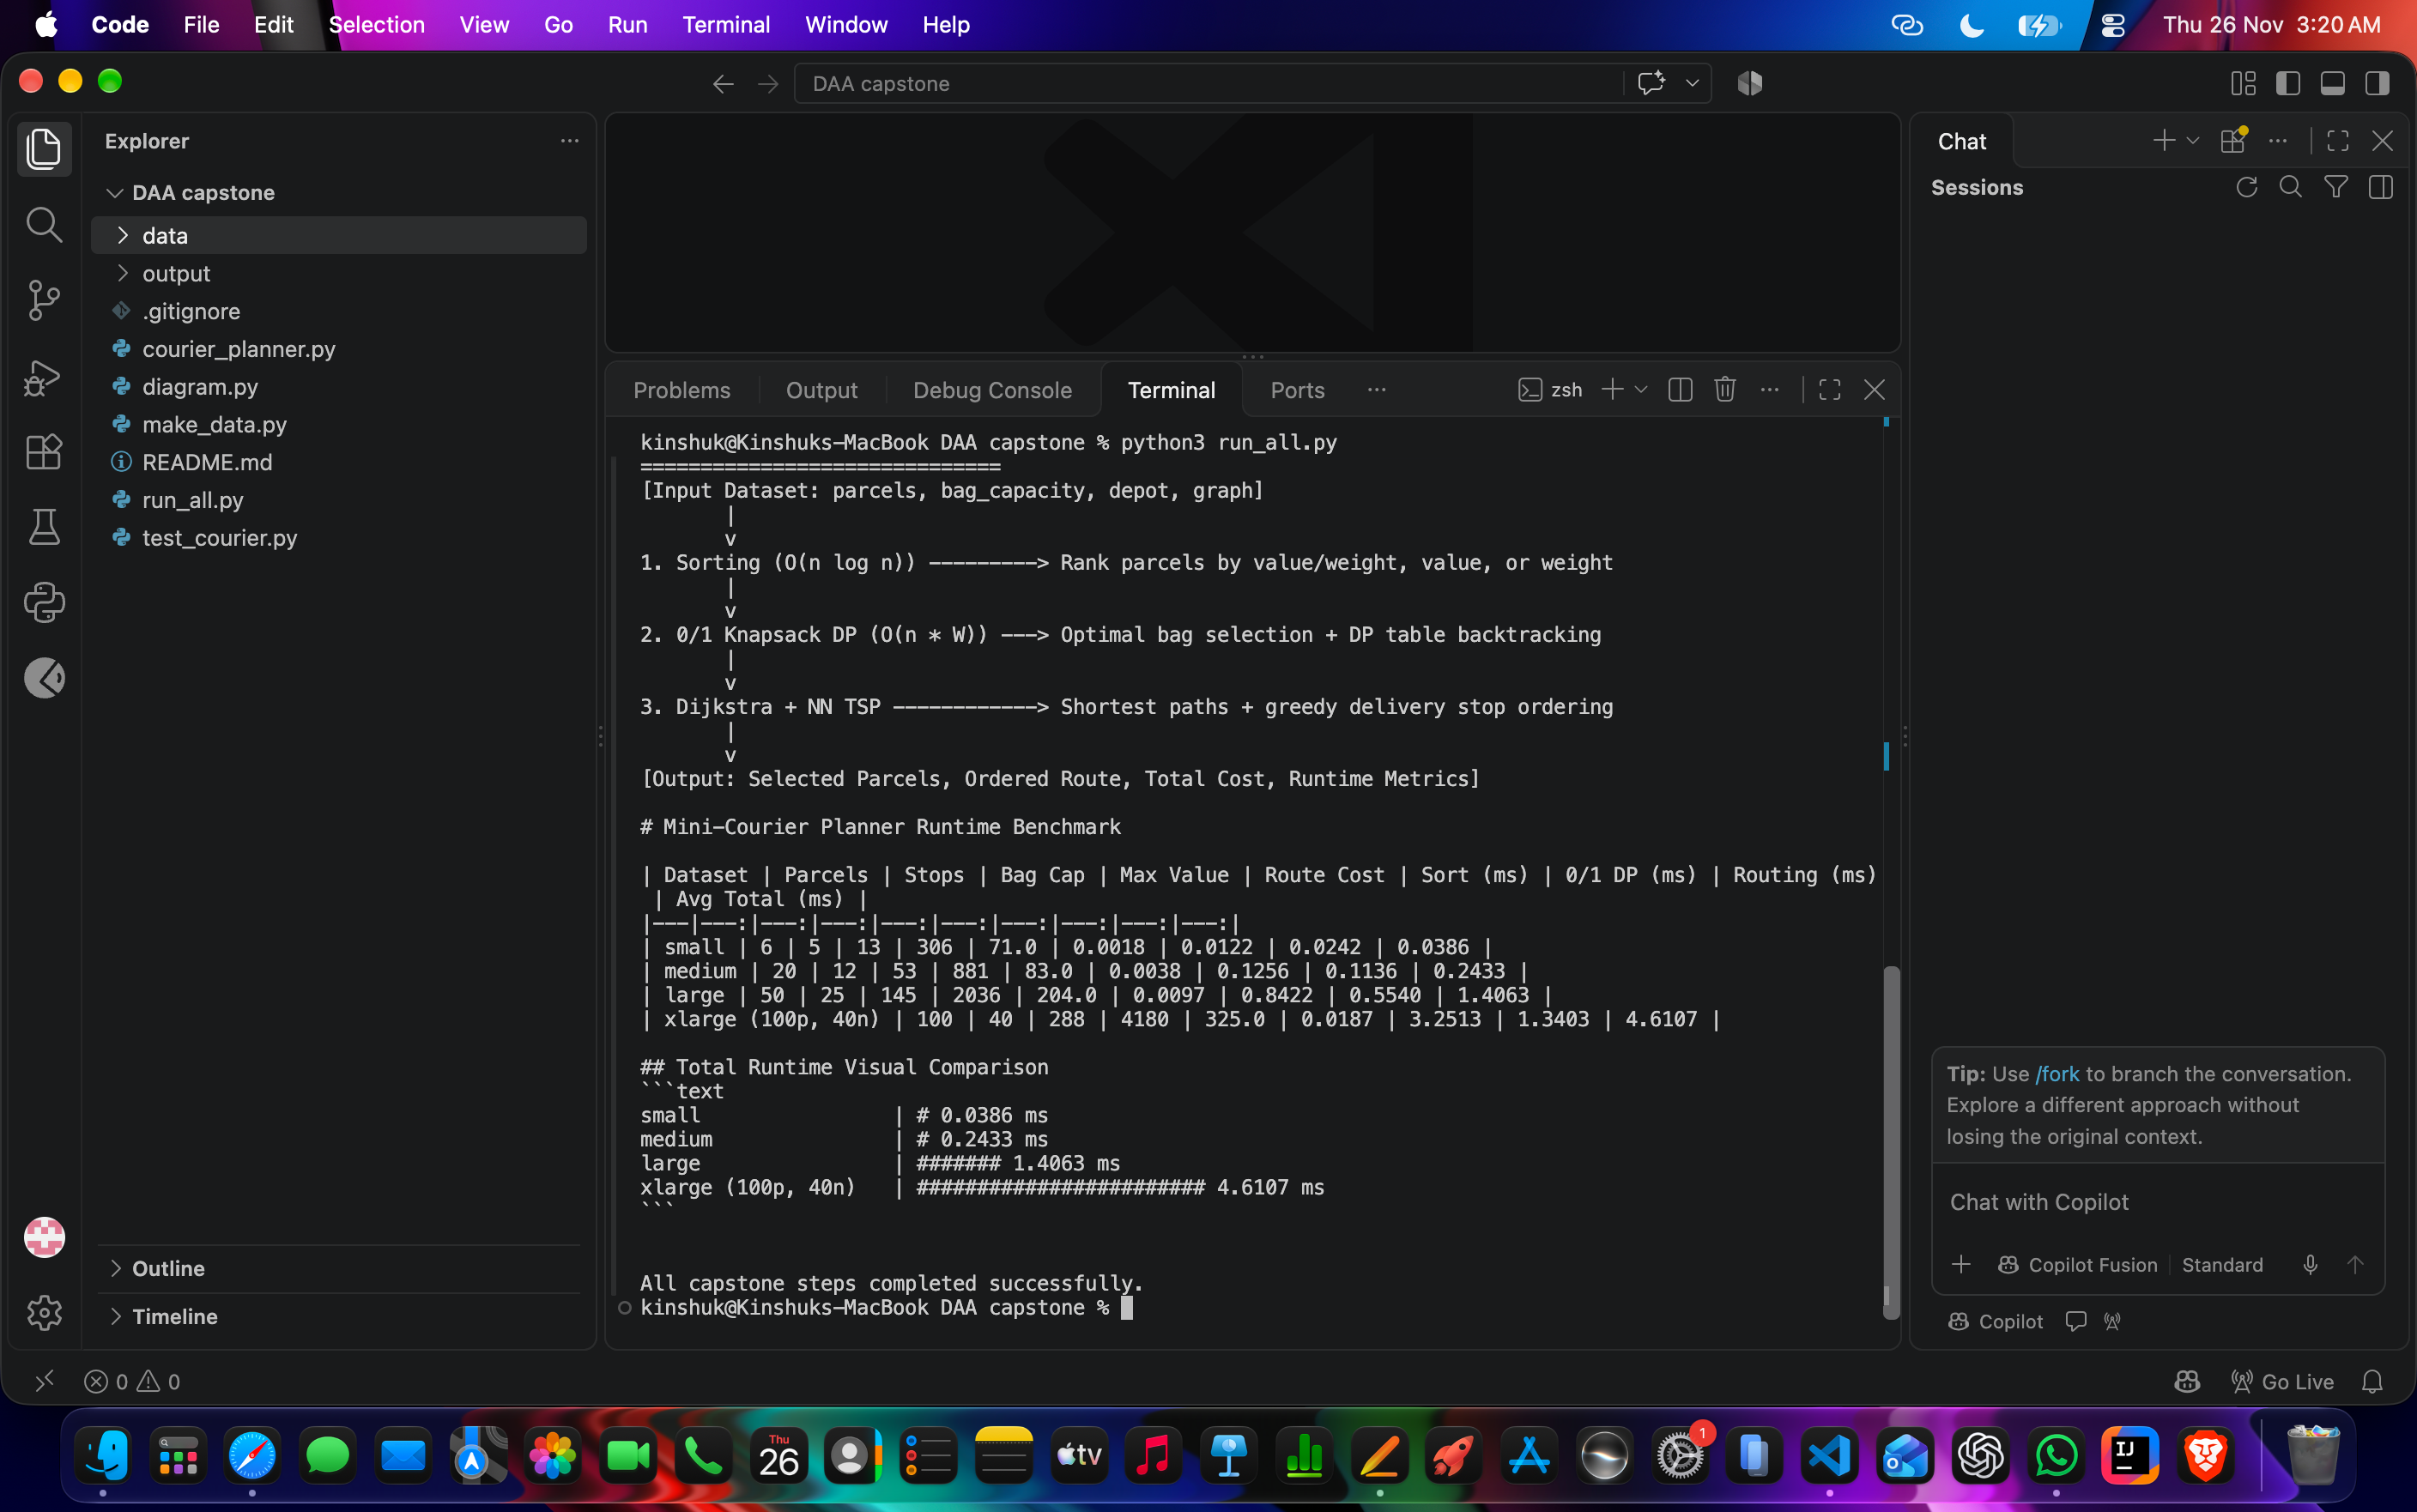 Code File Edit Selection View Go Run Terminal Window Help Thu 26 Nov 3:20 AM
DAA capstone
Explorer
DAA capstone
data
output
.gitignore
courier_planner.py
diagram.py
make_data.py
README.md
run_all.py
test_courier.py
Outline
Timeline
Problems Output Debug Console Terminal Ports zsh
kinshuk@Kinshuks-MacBook DAA capstone % python3 run_all.py
==============================
[Input Dataset: parcels, bag_capacity, depot, graph]
|
v
1. Sorting (O(n log n)) ---------> Rank parcels by value/weight, value, or weight
|
v
2. 0/1 Knapsack DP (O(n * W)) ---> Optimal bag selection + DP table backtracking
|
v
3. Dijkstra + NN TSP ------------> Shortest paths + greedy delivery stop ordering
|
v
[Output: Selected Parcels, Ordered Route, Total Cost, Runtime Metrics]
# Mini-Courier Planner Runtime Benchmark
| Dataset | Parcels | Stops | Bag Cap | Max Value | Route Cost | Sort (ms) | 0/1 DP (ms) | Routing (ms)
| Avg Total (ms) |
|---|---:|---:|---:|---:|---:|---:|---:|---:|---:|
| small | 6 | 5 | 13 | 306 | 71.0 | 0.0018 | 0.0122 | 0.0242 | 0.0386 |
| medium | 20 | 12 | 53 | 881 | 83.0 | 0.0038 | 0.1256 | 0.1136 | 0.2433 |
| large | 50 | 25 | 145 | 2036 | 204.0 | 0.0097 | 0.8422 | 0.5540 | 1.4063 |
| xlarge (100p, 40n) | 100 | 40 | 288 | 4180 | 325.0 | 0.0187 | 3.2513 | 1.3403 | 4.6107 |
## Total Runtime Visual Comparison
```text
small | # 0.0386 ms
medium | # 0.2433 ms
large | ####### 1.4063 ms
xlarge (100p, 40n) | ######################## 4.6107 ms
```
All capstone steps completed successfully.
kinshuk@Kinshuks-MacBook DAA capstone %
Chat
Sessions
Tip: Use /fork to branch the conversation.
Explore a different approach without
losing the original context.
Chat with Copilot
Copilot Fusion Standard
Copilot
0 0
Go Live
Thu
26
tv
1
IJ